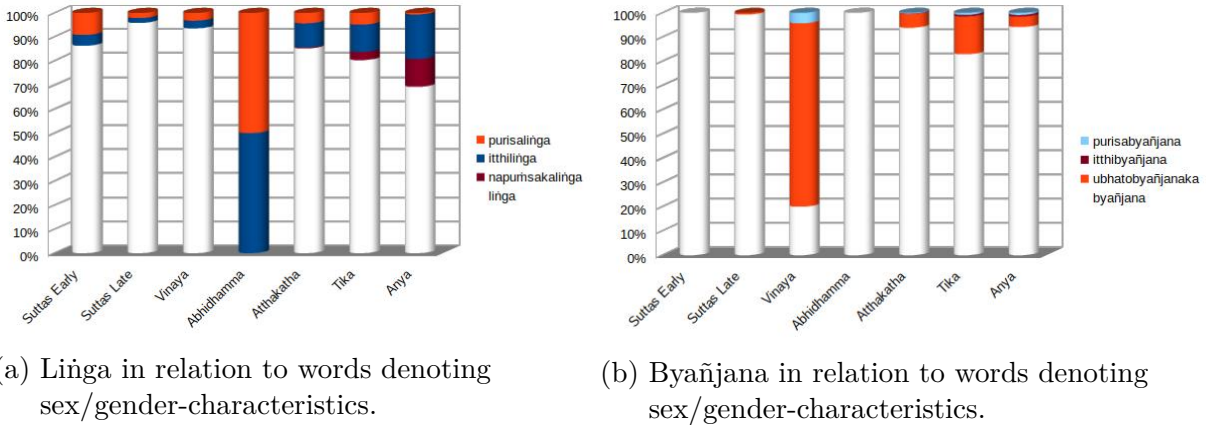 100%
90%
80%
70%
60%
50%
40%
30%
20%
10%
0%
Suttas Early
Suttas Late
Vinaya
Abhidhamma
Atthakatha
Tika
Anya
purisaliṅga
itthiliṅga
napuṁsakaliṅga
liṅga
(a) Liṅga in relation to words denoting
sex/gender-characteristics.
100%
90%
80%
70%
60%
50%
40%
30%
20%
10%
0%
Suttas Early
Suttas Late
Vinaya
Abhidhamma
Atthakatha
Tika
Anya
purisabyañjana
itthibyañjana
ubhatobyañjanaka
byañjana
(b) Byañjana in relation to words denoting
sex/gender-characteristics.